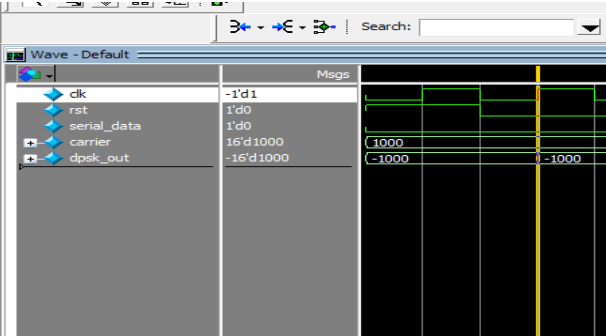 Search:
Wave - Default
Msgs
clk -1'd1
rst 1'd0
serial_data 1'd0
carrier 16'd1000 1000
dpsk_out -16'd1000 -1000 -1000